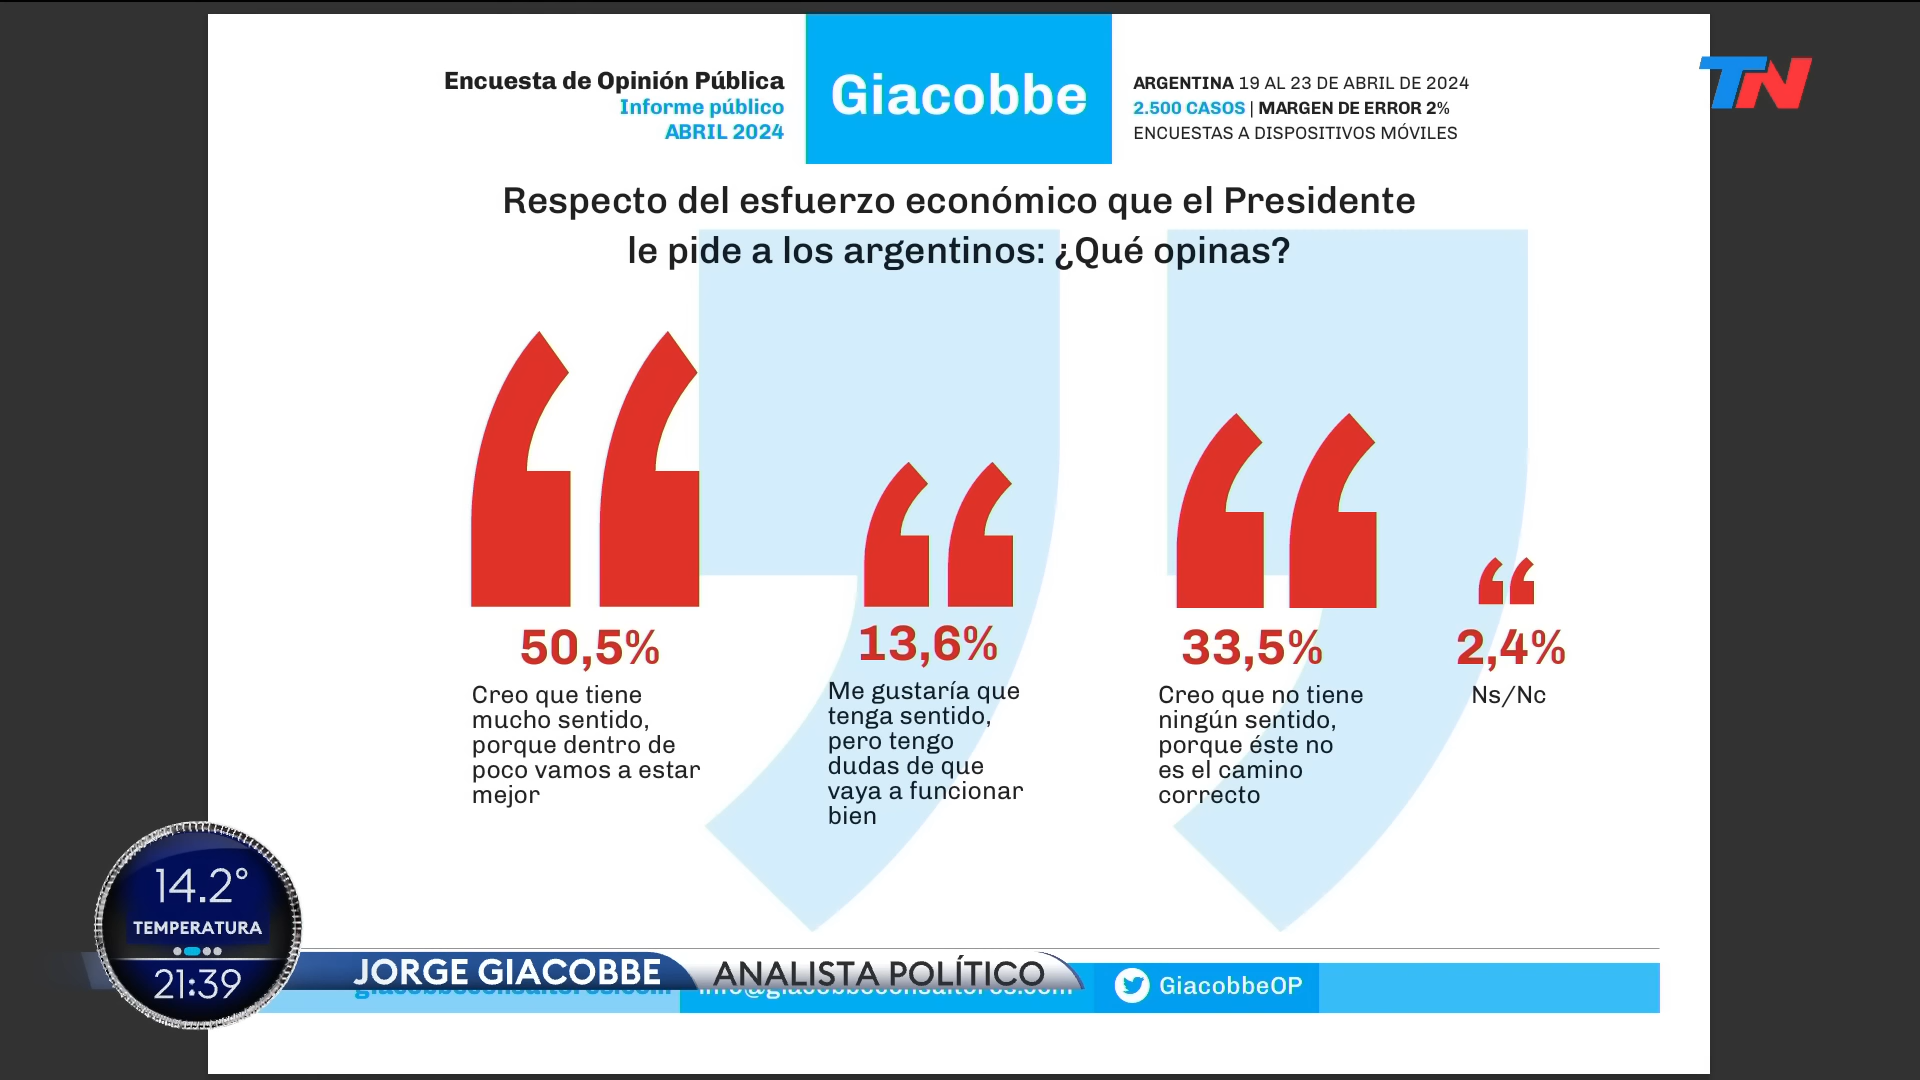 Encuesta de Opinión Pública
Informe público
ABRIL 2024
Giacobbe
ARGENTINA 19 AL 23 DE ABRIL DE 2024
2.500 CASOS | MARGEN DE ERROR 2%
ENCUESTAS A DISPOSITIVOS MÓVILES
TN
Respecto del esfuerzo económico que el Presidente
le pide a los argentinos: ¿Qué opinas?
50,5%
Creo que tiene
mucho sentido,
porque dentro de
poco vamos a estar
mejor
13,6%
Me gustaría que
tenga sentido,
pero tengo
dudas de que
vaya a funcionar
bien
33,5%
Creo que no tiene
ningún sentido,
porque éste no
es el camino
correcto
2,4%
Ns/Nc
14.2°
TEMPERATURA
21:39
JORGE GIACOBBE ANALISTA POLÍTICO
GiacobbeOP